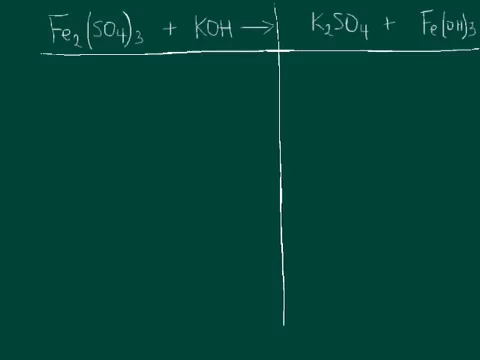 Fe₂(SO₄)₃ + KOH → K₂SO₄ + Fe(OH)₃